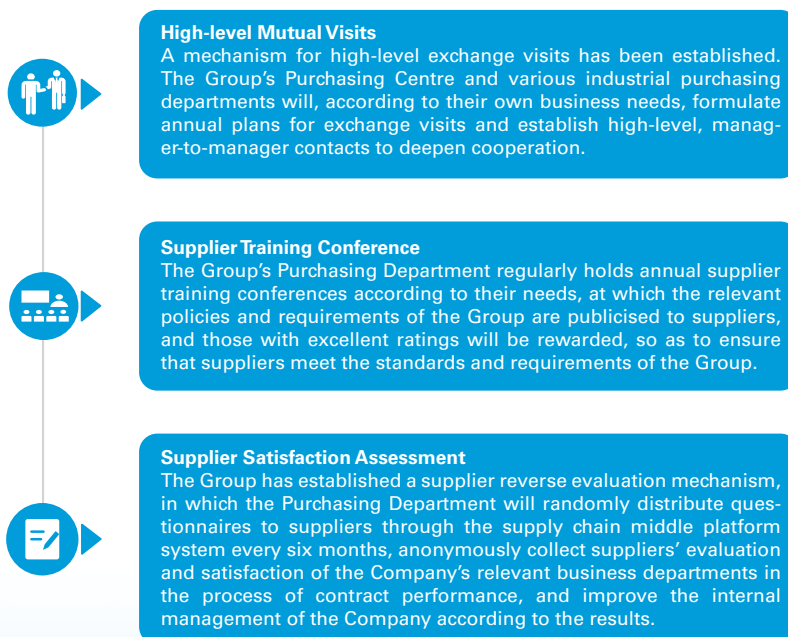 High-level Mutual Visits
A mechanism for high-level exchange visits has been established.
The Group's Purchasing Centre and various industrial purchasing
departments will, according to their own business needs, formulate
annual plans for exchange visits and establish high-level, manag-
er-to-manager contacts to deepen cooperation.
Supplier Training Conference
The Group's Purchasing Department regularly holds annual supplier
training conferences according to their needs, at which the relevant
policies and requirements of the Group are publicised to suppliers,
and those with excellent ratings will be rewarded, so as to ensure
that suppliers meet the standards and requirements of the Group.
Supplier Satisfaction Assessment
The Group has established a supplier reverse evaluation mechanism,
in which the Purchasing Department will randomly distribute ques-
tionnaires to suppliers through the supply chain middle platform
system every six months, anonymously collect suppliers' evaluation
and satisfaction of the Company's relevant business departments in
the process of contract performance, and improve the internal
management of the Company according to the results.